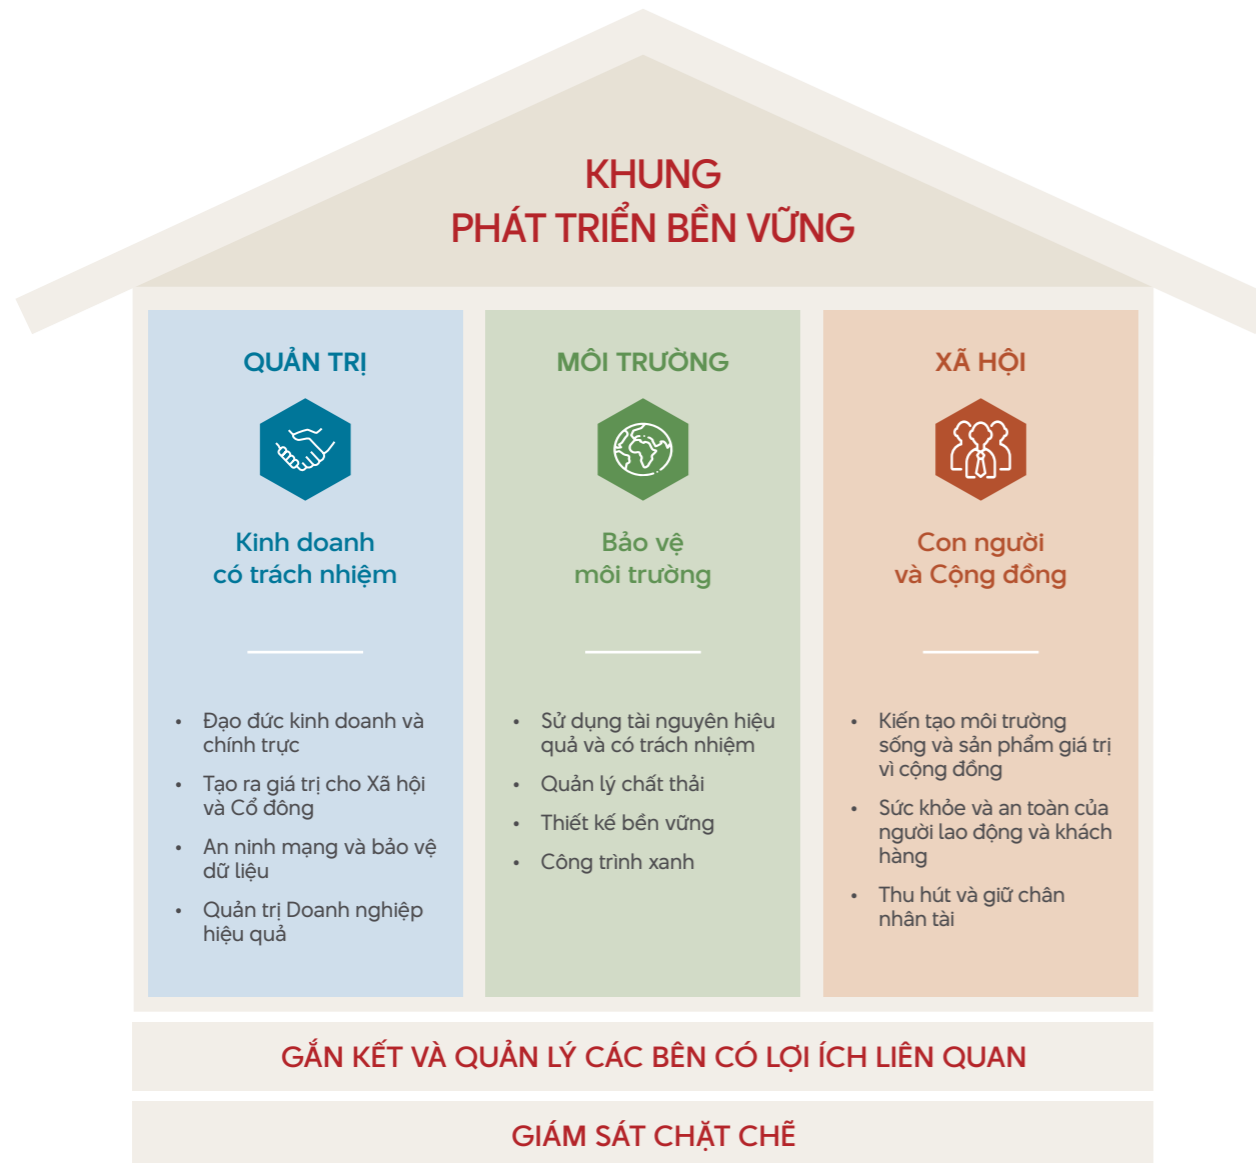 KHUNG
PHÁT TRIỂN BỀN VỮNG
QUẢN TRỊ
Kinh doanh
có trách nhiệm
• Đạo đức kinh doanh và
chính trực
• Tạo ra giá trị cho Xã hội
và Cổ đông
• An ninh mạng và bảo vệ
dữ liệu
• Quản trị Doanh nghiệp
hiệu quả
MÔI TRƯỜNG
Bảo vệ
môi trường
• Sử dụng tài nguyên hiệu
quả và có trách nhiệm
• Quản lý chất thải
• Thiết kế bền vững
• Công trình xanh
XÃ HỘI
Con người
và Cộng đồng
• Kiến tạo môi trường
sống và sản phẩm giá trị
vì cộng đồng
• Sức khỏe và an toàn của
người lao động và khách
hàng
• Thu hút và giữ chân
nhân tài
GẮN KẾT VÀ QUẢN LÝ CÁC BÊN CÓ LỢI ÍCH LIÊN QUAN
GIÁM SÁT CHẶT CHẼ